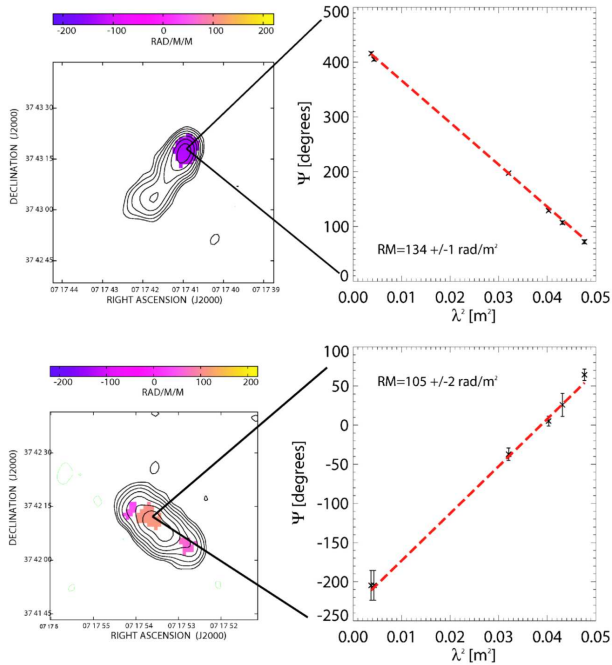 -200 -100 0 100 200
RAD/M/M
DECLINATION (J2000)
37 43 30
43 15
43 00
42 45
07 17 44 07 17 43 07 17 42 07 17 41 07 17 40 07 17 39
RIGHT ASCENSION (J2000)
500
400
300
200
100
0
Ψ [degrees]
RM=134 +/-1 rad/m²
0.00 0.01 0.02 0.03 0.04 0.05
λ² [m²]
-200 -100 0 100 200
RAD/M/M
DECLINATION (J2000)
37 42 30
42 15
42 00
41 45
07 17 55 07 17 54 07 17 53 07 17 52
RIGHT ASCENSION (J2000)
100
50
0
-50
-100
-150
-200
-250
Ψ [degrees]
RM=105 +/-2 rad/m²
0.00 0.01 0.02 0.03 0.04 0.05
λ² [m²]